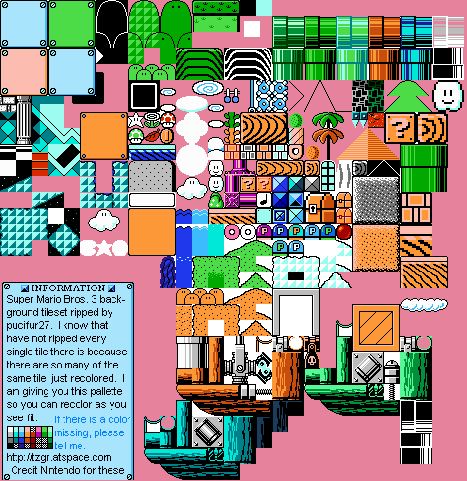 INFORMATION
Super Mario Bros. 3 back-
ground tileset ripped by
pucifur27. I know that
have not ripped every
single tile there is because
there are so many of the
same tile just recolored. I
am giving you this pallete
so you can recolor as you
see fit.
If there is a color
missing, please
tell me.
http://tzgr.atspace.com
Credit Nintendo for these